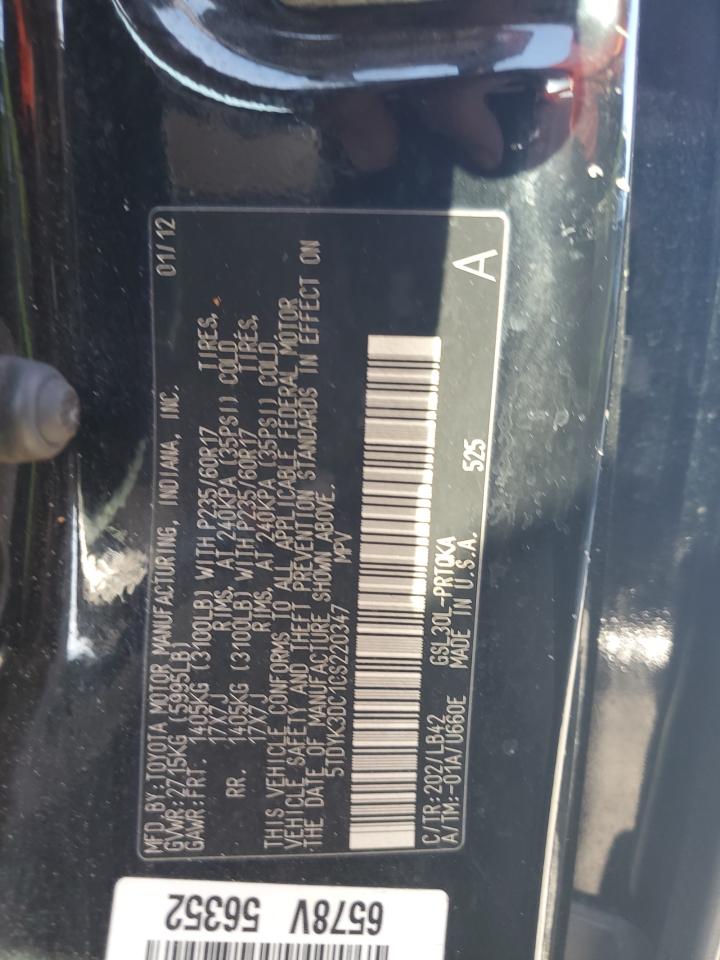 MFD BY:TOYOTA MOTOR MANUFACTURING, INDIANA, INC. 01/12
GVWR:2715KG (5995LB)
GAWR:FRT. 1405KG (3100LB) WITH P235/60R17 TIRES,
17X7J RIMS, AT 240KPA (35PSI) COLD
RR. 1405KG (3100LB) WITH P235/60R17 TIRES,
17X7J RIMS, AT 240KPA (35PSI) COLD
THIS VEHICLE CONFORMS TO ALL APPLICABLE FEDERAL MOTOR
VEHICLE SAFETY AND THEFT PREVENTION STANDARDS IN EFFECT ON
THE DATE OF MANUFACTURE SHOWN ABOVE.
5TDYK3DC1CS220347 MPV
C/TR:202/LB42 GSL30L-PRTQKA
A/TM:-01A/U660E MADE IN U.S.A. 525
A
6578V
56352